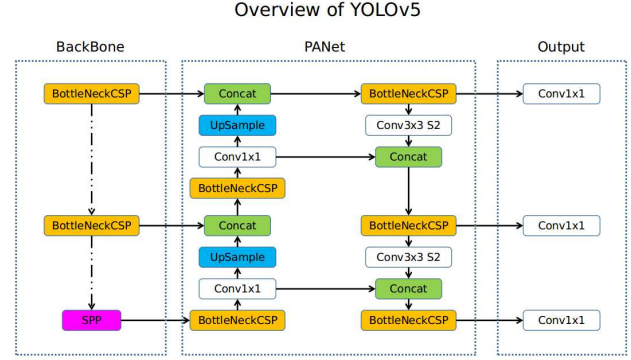 Overview of YOLOv5
BackBone
PANet
Output
BottleNeckCSP
Concat
BottleNeckCSP
Conv1x1
UpSample
Conv3x3 S2
Conv1x1
Concat
BottleNeckCSP
BottleNeckCSP
Concat
BottleNeckCSP
Conv1x1
UpSample
Conv3x3 S2
Conv1x1
Concat
SPP
BottleNeckCSP
BottleNeckCSP
Conv1x1